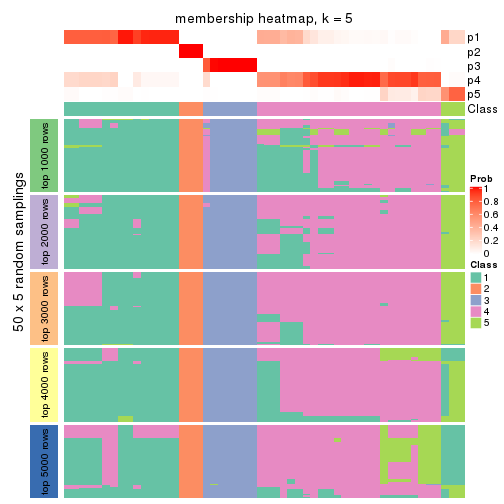 membership heatmap, k = 5
p1
p2
p3
p4
p5
Class
50 x 5 random samplings
top 1000 rows
top 2000 rows
top 3000 rows
top 4000 rows
top 5000 rows
Prob
1
0.8
0.6
0.4
0.2
0
Class
1
2
3
4
5